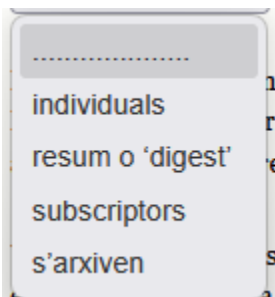 ....................
individuals
resum o ‘digest’
subscriptors
s’arxiven